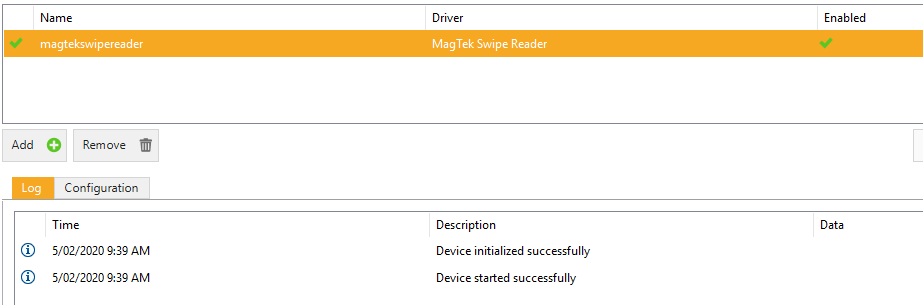 Name Driver Enabled
magtekswipereader MagTek Swipe Reader
Add Remove
Log Configuration
Time Description Data
5/02/2020 9:39 AM Device initialized successfully
5/02/2020 9:39 AM Device started successfully